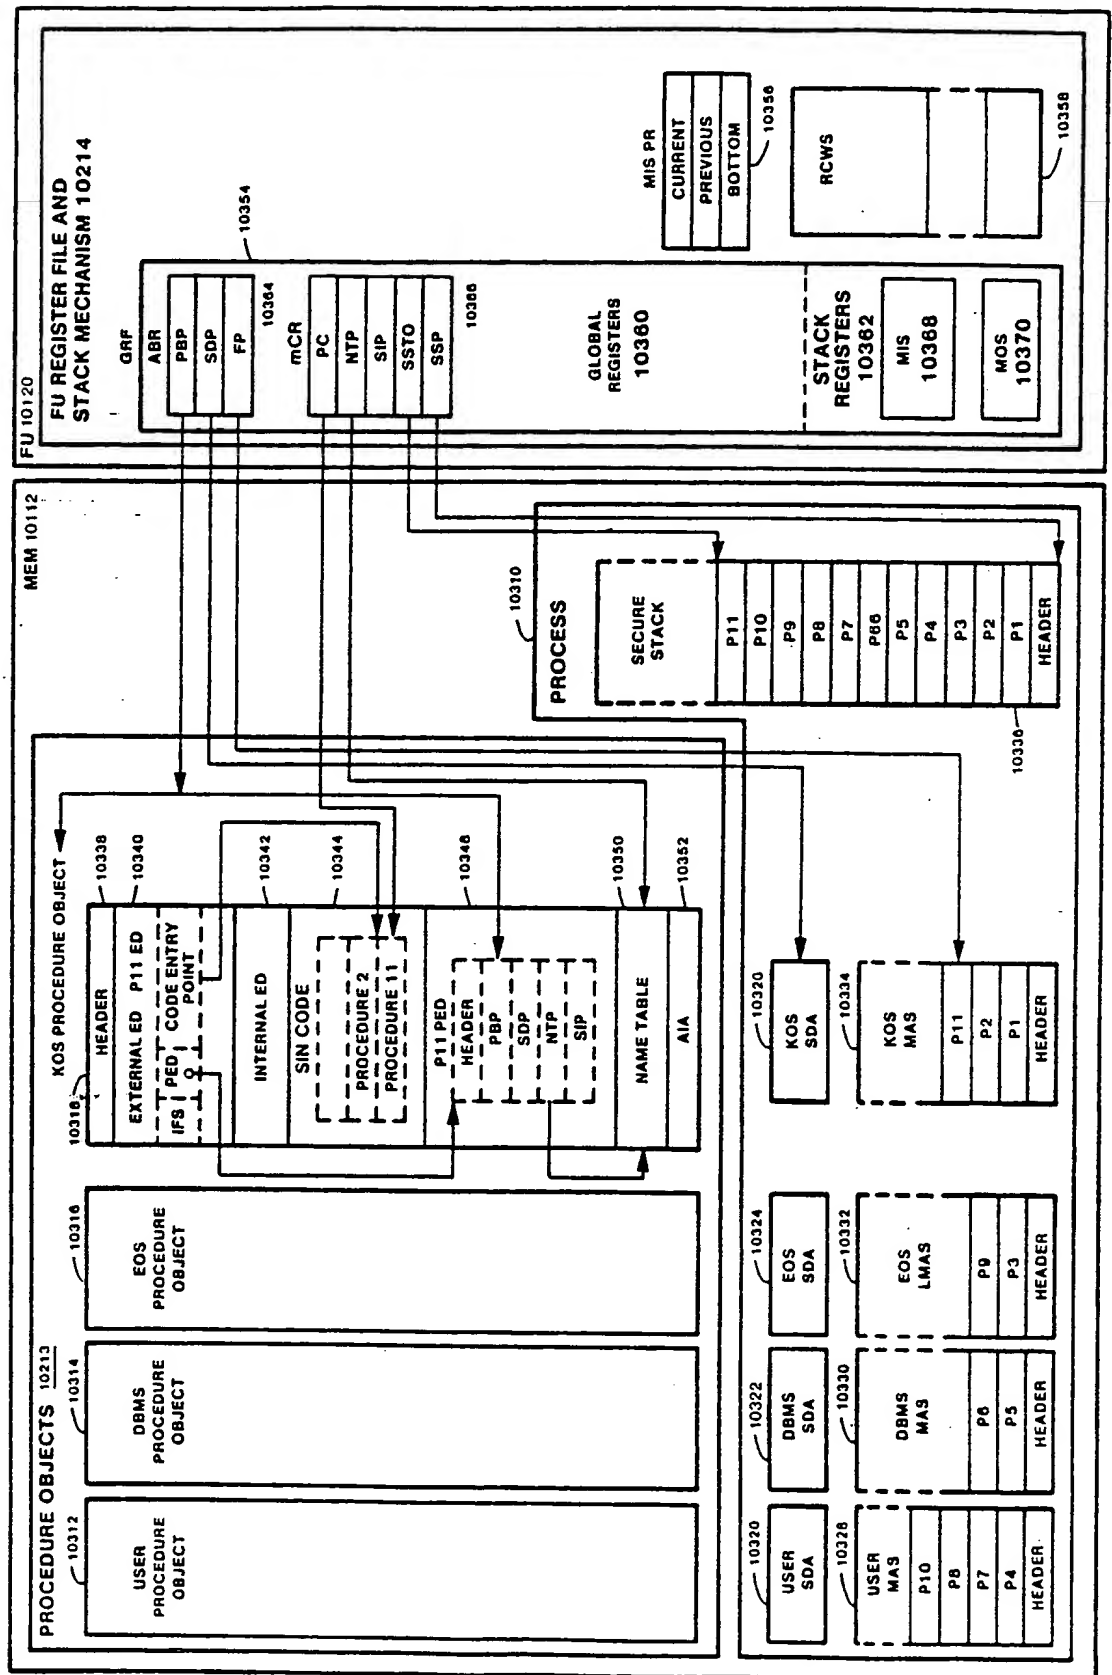 FU 10120
FU REGISTER FILE AND
STACK MECHANISM 10214
GRF
ABR
PBP
SDP
FP
10364
10354
mCR
PC
NTP
SIP
SSTO
SSP
10366
GLOBAL
REGISTERS
10360
STACK
REGISTERS
10362
MIS
10368
MOS
10370
MIS PR
CURRENT
PREVIOUS
BOTTOM
10356
RCWS
10358
MEM 10112
PROCEDURE OBJECTS 10213
10312
USER
PROCEDURE
OBJECT
10314
DBMS
PROCEDURE
OBJECT
10316
EOS
PROCEDURE
OBJECT
KOS PROCEDURE OBJECT
10318
HEADER
10338
EXTERNAL ED P11 ED
10340
IFS
PED
CODE ENTRY
POINT
INTERNAL ED
10342
SIN CODE
10344
PROCEDURE 2
PROCEDURE 11
P11 PED
10348
HEADER
PBP
SDP
NTP
SIP
NAME TABLE
10350
AIA
10352
10310
PROCESS
SECURE
STACK
P11
P10
P9
P8
P7
P66
P5
P4
P3
P2
P1
HEADER
10336
10320
USER
SDA
10322
DBMS
SDA
10324
EOS
SDA
10320
KOS
SDA
10328
USER
MAS
P10
P8
P7
P4
HEADER
10330
DBMS
MAS
P6
P5
HEADER
10332
EOS
LMAS
P9
P3
HEADER
10334
KOS
MAS
P11
P2
P1
HEADER